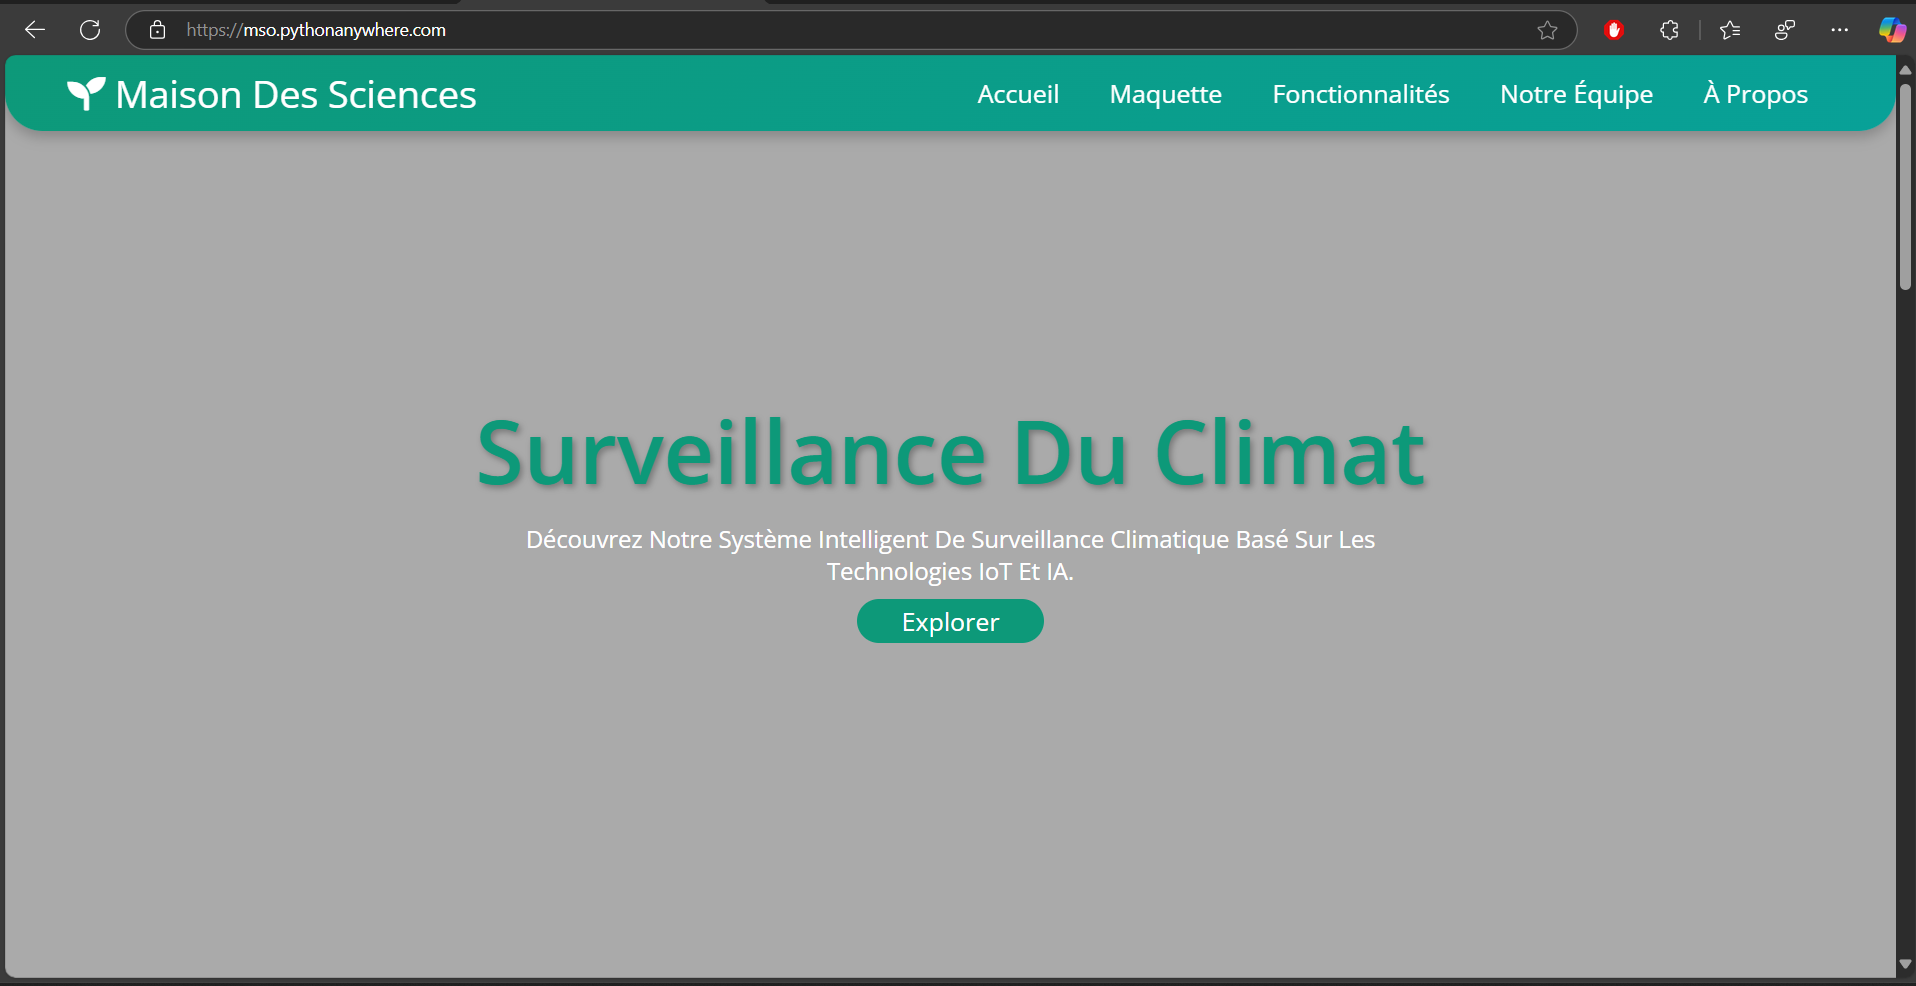 https://mso.pythonanywhere.com
Maison Des Sciences
Accueil
Maquette
Fonctionnalités
Notre Équipe
À Propos
Surveillance Du Climat
Découvrez Notre Système Intelligent De Surveillance Climatique Basé Sur Les
Technologies IoT Et IA.
Explorer